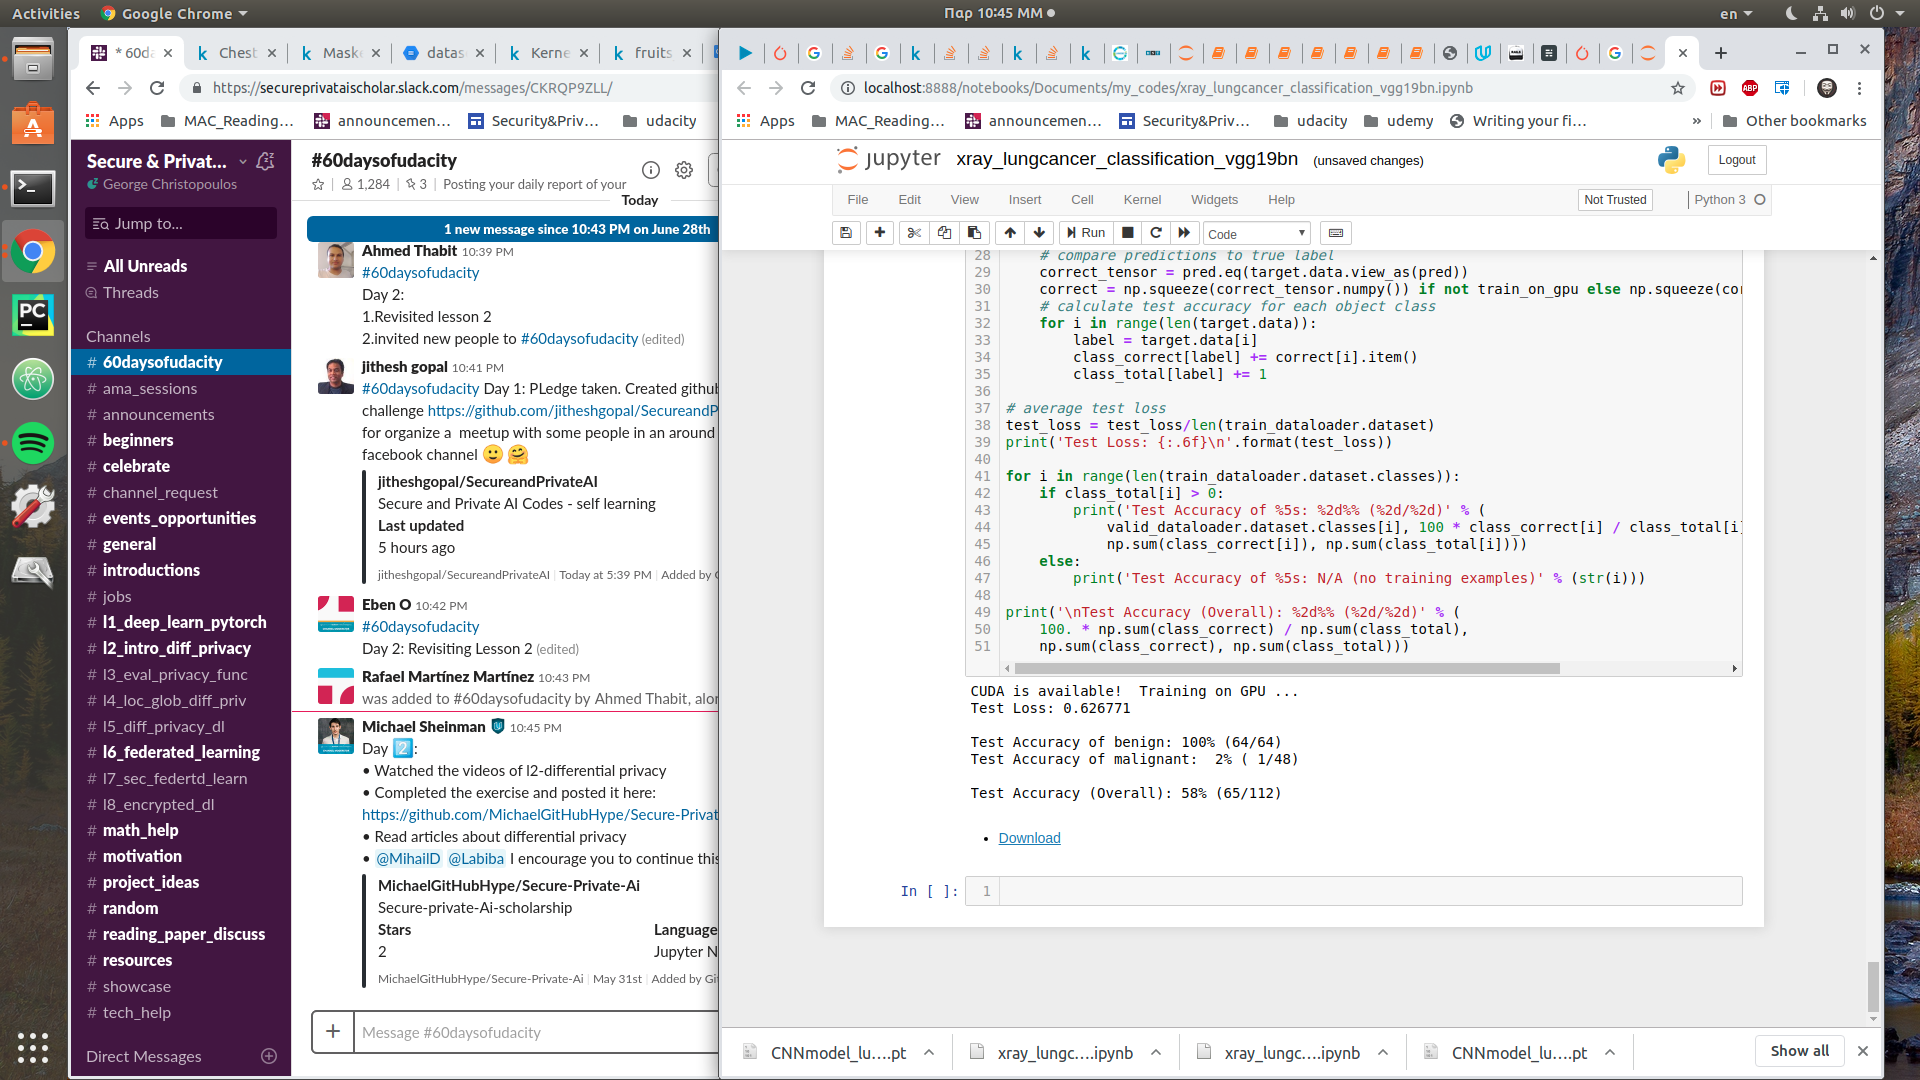 Activities
Google Chrome
Παρ 10:45 ΜΜ
en
* 60da
Chest
Maske
datas
Kerne
fruits
https://secureprivataischolar.slack.com/messages/CKRQP9ZLL/
Apps
MAC_Reading...
announcemen...
Security&Priv...
udacity
Secure & Privat...
George Christopoulos
Jump to...
All Unreads
Threads
Channels
# 60daysofudacity
# ama_sessions
# announcements
# beginners
# celebrate
# channel_request
# events_opportunities
# general
# introductions
# jobs
# l1_deep_learn_pytorch
# l2_intro_diff_privacy
# l3_eval_privacy_func
# l4_loc_glob_diff_priv
# l5_diff_privacy_dl
# l6_federated_learning
# l7_sec_federtd_learn
# l8_encrypted_dl
# math_help
# motivation
# project_ideas
# random
# reading_paper_discuss
# resources
# showcase
# tech_help
Direct Messages
#60daysofudacity
1,284 | 3 | Posting your daily report of your
Today
1 new message since 10:43 PM on June 28th
Ahmed Thabit 10:39 PM
#60daysofudacity
Day 2:
1.Revisited lesson 2
2.invited new people to #60daysofudacity (edited)
jithesh gopal 10:41 PM
#60daysofudacity Day 1: PLedge taken. Created github
challenge https://github.com/jitheshgopal/SecureandP
for organize a  meetup with some people in an around
facebook channel 🙂 🤗
jitheshgopal/SecureandPrivateAI
Secure and Private AI Codes - self learning
Last updated
5 hours ago
jitheshgopal/SecureandPrivateAI | Today at 5:39 PM | Added by G
Eben O 10:42 PM
#60daysofudacity
Day 2: Revisiting Lesson 2 (edited)
Rafael Martínez Martínez 10:43 PM
was added to #60daysofudacity by Ahmed Thabit, alon
Michael Sheinman 10:45 PM
Day 2️⃣:
• Watched the videos of l2-differential privacy
• Completed the exercise and posted it here:
https://github.com/MichaelGitHubHype/Secure-Privat
• Read articles about differential privacy
• @MihailD @Labiba I encourage you to continue this
MichaelGitHubHype/Secure-Private-Ai
Secure-private-Ai-scholarship
Stars Language
2 Jupyter N
MichaelGitHubHype/Secure-Private-Ai | May 31st | Added by Git
Message #60daysofudacity
localhost:8888/notebooks/Documents/my_codes/xray_lungcancer_classification_vgg19bn.ipynb
ABP
Apps
MAC_Reading...
announcemen...
Security&Priv...
udacity
udemy
Writing your fi...
»
Other bookmarks
jupyter xray_lungcancer_classification_vgg19bn (unsaved changes)
Logout
File Edit View Insert Cell Kernel Widgets Help
Not Trusted
Python 3
Run
Code
28     # compare predictions to true label
29     correct_tensor = pred.eq(target.data.view_as(pred))
30     correct = np.squeeze(correct_tensor.numpy()) if not train_on_gpu else np.squeeze(cor
31     # calculate test accuracy for each object class
32     for i in range(len(target.data)):
33         label = target.data[i]
34         class_correct[label] += correct[i].item()
35         class_total[label] += 1
36
37 # average test loss
38 test_loss = test_loss/len(train_dataloader.dataset)
39 print('Test Loss: {:.6f}\n'.format(test_loss))
40
41 for i in range(len(train_dataloader.dataset.classes)):
42     if class_total[i] > 0:
43         print('Test Accuracy of %5s: %2d%% (%2d/%2d)' % (
44             valid_dataloader.dataset.classes[i], 100 * class_correct[i] / class_total[i]
45             np.sum(class_correct[i]), np.sum(class_total[i])))
46     else:
47         print('Test Accuracy of %5s: N/A (no training examples)' % (str(i)))
48
49 print('\nTest Accuracy (Overall): %2d%% (%2d/%2d)' % (
50     100. * np.sum(class_correct) / np.sum(class_total),
51     np.sum(class_correct), np.sum(class_total)))
CUDA is available!  Training on GPU ...
Test Loss: 0.626771
Test Accuracy of benign: 100% (64/64)
Test Accuracy of malignant:  2% ( 1/48)
Test Accuracy (Overall): 58% (65/112)
• Download
In [ ]: 1
CNNmodel_lu....pt
xray_lungc....ipynb
xray_lungc....ipynb
CNNmodel_lu....pt
Show all